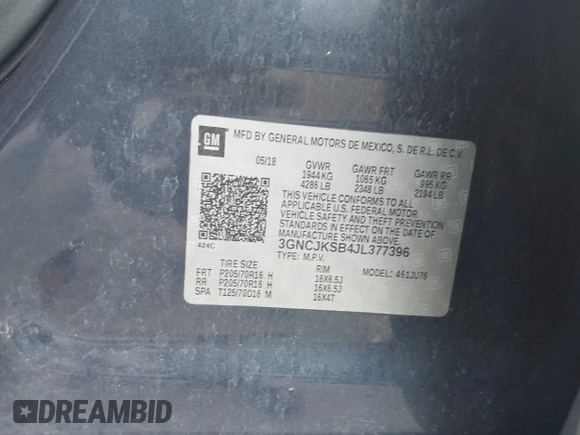 GM
MFD BY GENERAL MOTORS DE MEXICO, S. DE R.L. DE C.V.
05/18 GVWR GAWR FRT GAWR RR
1944 KG 1065 KG 995 KG
4286 LB 2348 LB 2194 LB
THIS VEHICLE CONFORMS TO ALL
APPLICABLE U.S. FEDERAL MOTOR
VEHICLE SAFETY AND THEFT PREVENTION
STANDARDS IN EFFECT ON THE DATE OF
MANUFACTURE SHOWN ABOVE.
424C 3GNCJKSB4JL377396
TYPE: M.P.V. MODEL: 461JU76
TIRE SIZE RIM
FRT P205/70R16 H 16X6.5J
RR P205/70R16 H 16X6.5J
SPA T125/70D16 M 16X4T
DREAMBID